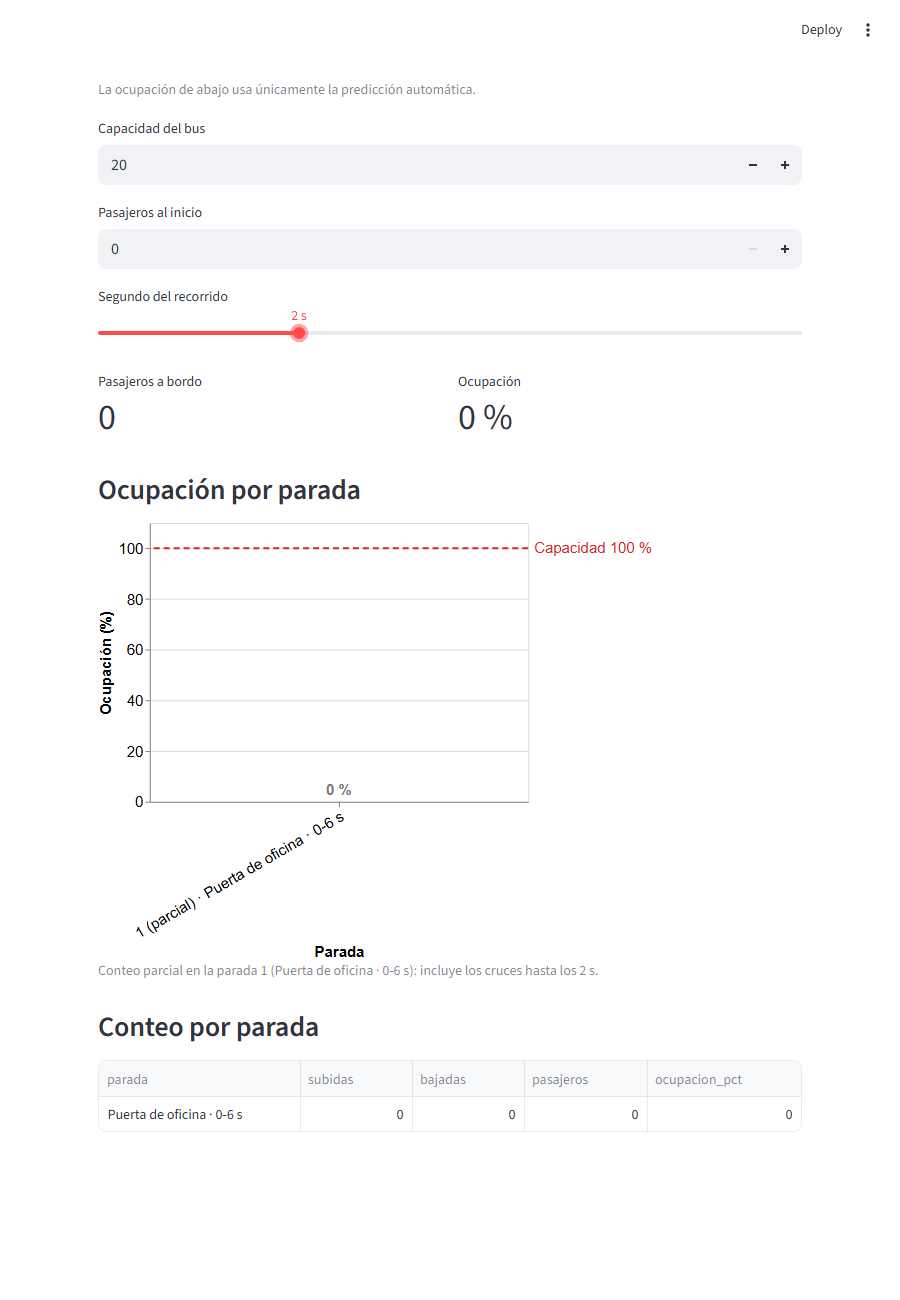 Deploy
La ocupación de abajo usa únicamente la predicción automática.
Capacidad del bus
20
Pasajeros al inicio
0
Segundo del recorrido
2 s
Pasajeros a bordo
Ocupación
0
0 %
Ocupación por parada
100
Capacidad 100 %
80
60
40
20
0
Ocupación (%)
0 %
1 (parcial) · Puerta de oficina · 0-6 s
Parada
Conteo parcial en la parada 1 (Puerta de oficina · 0-6 s): incluye los cruces hasta los 2 s.
Conteo por parada
parada subidas bajadas pasajeros ocupacion_pct
Puerta de oficina · 0-6 s 0 0 0 0